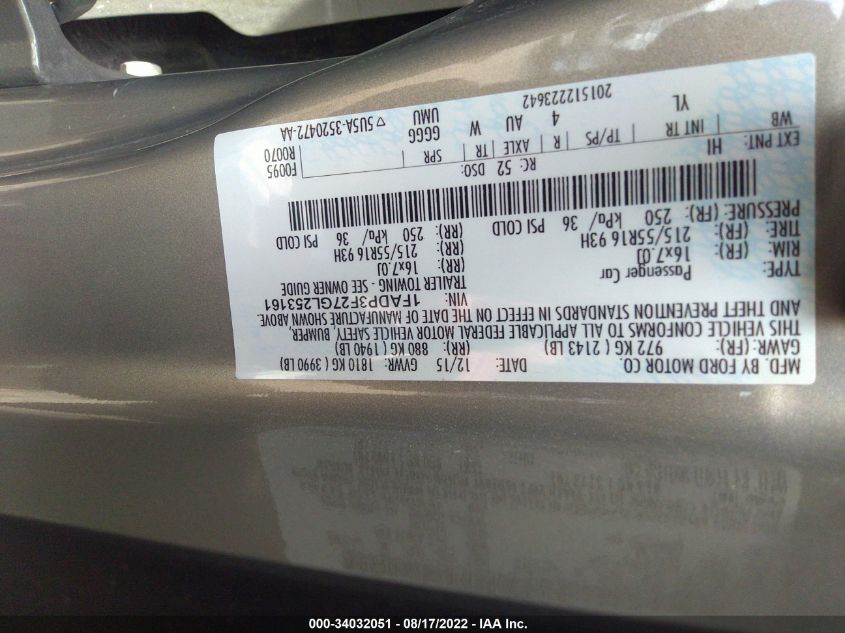 MFD. BY FORD MOTOR CO. DATE: 12/15 GVWR: 1810 KG ( 3990 LB)
GAWR: (FR): 972 KG ( 2143 LB) (RR): 880 KG ( 1940 LB)
THIS VEHICLE CONFORMS TO ALL APPLICABLE FEDERAL MOTOR VEHICLE SAFETY, BUMPER,
AND THEFT PREVENTION STANDARDS IN EFFECT ON THE DATE OF MANUFACTURE SHOWN ABOVE.
VIN: 1FADP3F27GL253161
TYPE: Passenger Car TRAILER TOWING - SEE OWNER GUIDE
RIM: (FR): 16x7.0J (RR): 16x7.0J
TIRE: (FR): 215/55R16 93H (RR): 215/55R16 93H
PRESSURE: (FR): 250 kPa/ 36 PSI COLD (RR): 250 kPa/ 36 PSI COLD
EXT PNT: HI RC: 52 DSO: F0095
WB INT TR TP/PS R AXLE TR SPR R0070
YL 4 AU W GG6G UMU
201512223642 ▽5U5A-3520472-AA
000-34032051 - 08/17/2022 - IAA Inc.